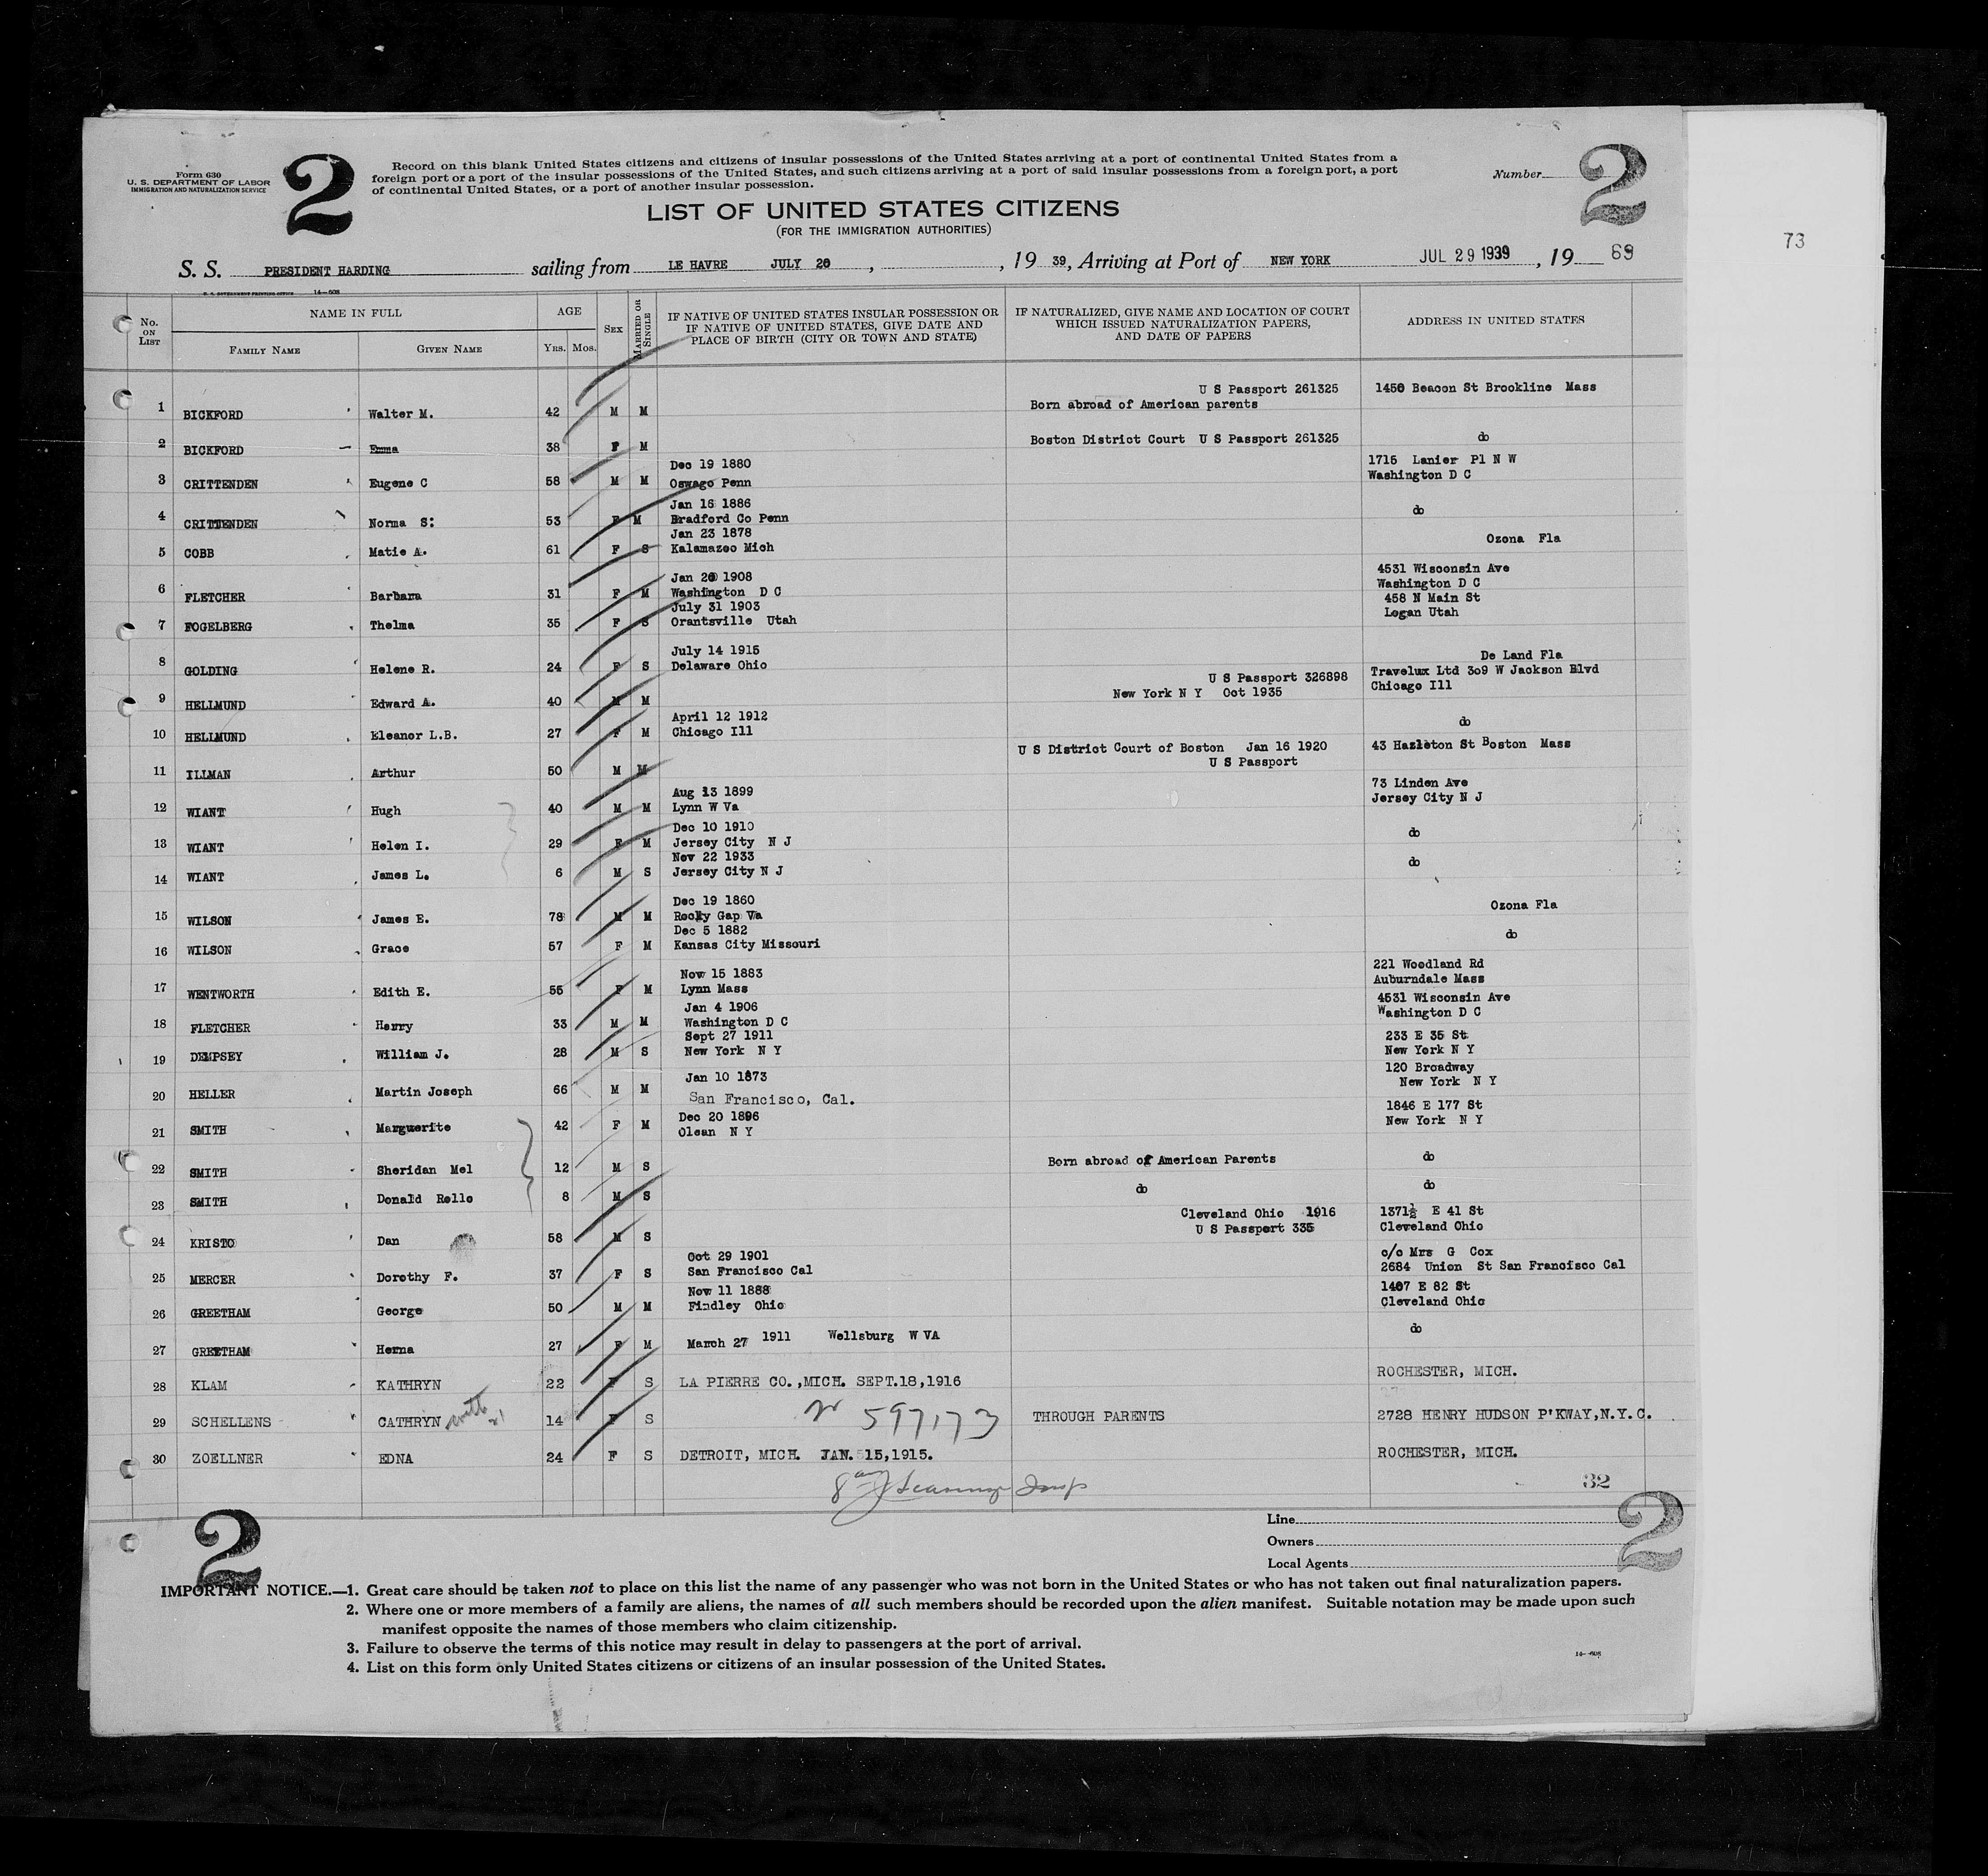 Form 630
U. S. DEPARTMENT OF LABOR
IMMIGRATION AND NATURALIZATION SERVICE
2
Record on this blank United States citizens and citizens of insular possessions of the United States arriving at a port of continental United States from a
foreign port or a port of the insular possessions of the United States, and such citizens arriving at a port of said insular possessions from a foreign port, a port
of continental United States, or a port of another insular possession.
Number
2
LIST OF UNITED STATES CITIZENS
(FOR THE IMMIGRATION AUTHORITIES)
73
S. S. PRESIDENT HARDING sailing from LE HAVRE JULY 20, , 19 39, Arriving at Port of NEW YORK JUL 29 1939, 19 69
U. S. GOVERNMENT PRINTING OFFICE 14-608
No. ON LIST
NAME IN FULL
FAMILY NAME GIVEN NAME
AGE
Yrs. Mos.
SEX
MARRIED OR SINGLE
IF NATIVE OF UNITED STATES INSULAR POSSESSION OR
IF NATIVE OF UNITED STATES, GIVE DATE AND
PLACE OF BIRTH (CITY OR TOWN AND STATE)
IF NATURALIZED, GIVE NAME AND LOCATION OF COURT
WHICH ISSUED NATURALIZATION PAPERS,
AND DATE OF PAPERS
ADDRESS IN UNITED STATES
U S Passport 261325 1450 Beacon St Brookline Mass
1 BICKFORD Walter M. 42 M M Born abroad of American parents
2 BICKFORD Emma 38 F M Boston District Court U S Passport 261325 do
Dec 19 1880 1715 Lanier Pl N W
3 CRITTENDEN Eugene C 58 M M Oswago Penn Washington D C
Jan 16 1886
4 CRITTENDEN Norma S. 53 F M Bradford Co Penn do
Jan 23 1878
5 COBB Matie A. 61 F S Kalamazoo Mich Ozona Fla
Jan 20 1908 4531 Wisconsin Ave
6 FLETCHER Barbara 31 F M Washington D C Washington D C
July 31 1903 458 N Main St
7 FOGELBERG Thelma 35 F S Orantsville Utah Logan Utah
July 14 1915
8 GOLDING Helene R. 24 F S Delaware Ohio De Land Fla
U S Passport 326898 Travelux Ltd 309 W Jackson Blvd
9 HELLMUND Edward A. 40 M M New York N Y Oct 1935 Chicago Ill
April 12 1912
10 HELLMUND Eleanor L.B. 27 F M Chicago Ill do
U S District Court of Boston Jan 16 1920 43 Hazleton St Boston Mass
11 ILLMAN Arthur 50 M M U S Passport
Aug 13 1899 73 Linden Ave
12 WIANT Hugh 40 M M Lynn W Va Jersey City N J
Dec 10 1910
13 WIANT Helen I. 29 F M Jersey City N J do
Nov 22 1933
14 WIANT James L. 6 M S Jersey City N J do
Dec 19 1860
15 WILSON James E. 78 M M Rocky Gap Va Ozona Fla
Dec 5 1882
16 WILSON Grace 57 F M Kansas City Missouri do
Nov 15 1883 221 Woodland Rd
17 WENTWORTH Edith E. 55 F M Lynn Mass Auburndale Mass
Jan 4 1906 4531 Wisconsin Ave
18 FLETCHER Harry 33 M M Washington D C Washington D C
Sept 27 1911 233 E 35 St
19 DEMPSEY William J. 28 M S New York N Y New York N Y
Jan 10 1873 120 Broadway
20 HELLER Martin Joseph 66 M M San Francisco, Cal. New York N Y
Dec 20 1896 1846 E 177 St
21 SMITH Marguerite 42 F M Olean N Y New York N Y
22 SMITH Sheridan Mel 12 M S Born abroad of American Parents do
23 SMITH Donald Rollo 8 M S do do
Cleveland Ohio 1916 1371½ E 41 St
24 KRISTO Dan 58 M S U S Passport 335 Cleveland Ohio
Oct 29 1901 c/o Mrs G Cox
25 MERCER Dorothy F. 37 F S San Francisco Cal 2684 Union St San Francisco Cal
Nov 11 1888 1407 E 82 St
26 GREETHAM George 50 M M Findley Ohio Cleveland Ohio
27 GREETHAM Herna 27 F M March 27 1911 Wellsburg W VA do
28 KLAM KATHRYN 22 F S LA PIERRE CO.,MICH. SEPT.18,1916 ROCHESTER, MICH.
29 SCHELLENS CATHRYN with 14 F S 597173 THROUGH PARENTS 2728 HENRY HUDSON P'KWAY,N.Y.C.
30 ZOELLNER EDNA 24 F S DETROIT, MICH. JAN. 15,1915. ROCHESTER, MICH.
Insp
32
Line
Owners
Local Agents
2
2
IMPORTANT NOTICE.—1. Great care should be taken not to place on this list the name of any passenger who was not born in the United States or who has not taken out final naturalization papers.
2. Where one or more members of a family are aliens, the names of all such members should be recorded upon the alien manifest. Suitable notation may be made upon such
manifest opposite the names of those members who claim citizenship.
3. Failure to observe the terms of this notice may result in delay to passengers at the port of arrival.
4. List on this form only United States citizens or citizens of an insular possession of the United States.
14-608